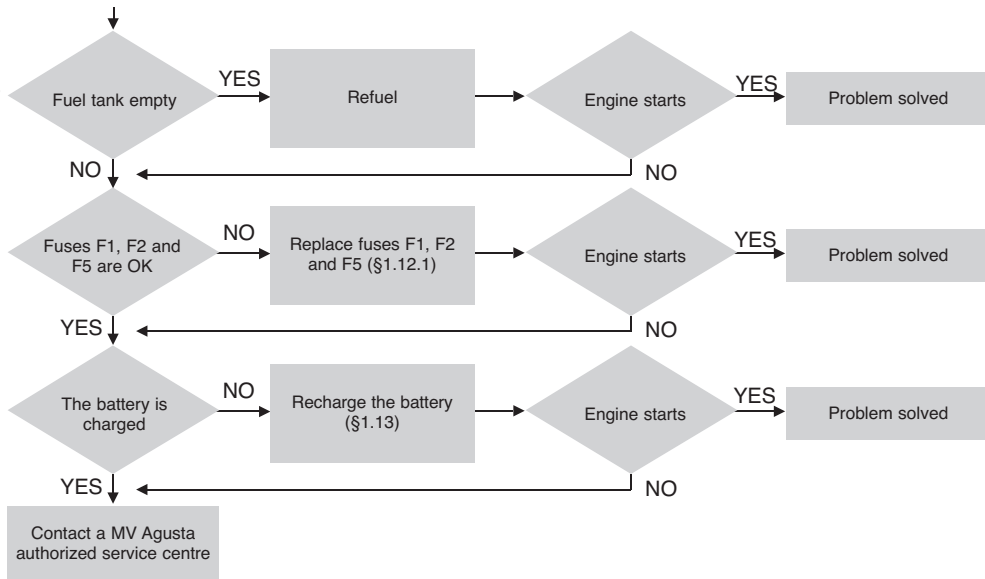 Fuel tank empty
YES
Refuel
Engine starts
YES
Problem solved
NO
NO
Fuses F1, F2 and
F5 are OK
NO
Replace fuses F1, F2
and F5 (§1.12.1)
Engine starts
YES
Problem solved
YES
NO
The battery is
charged
NO
Recharge the battery
(§1.13)
Engine starts
YES
Problem solved
YES
NO
Contact a MV Agusta
authorized service centre